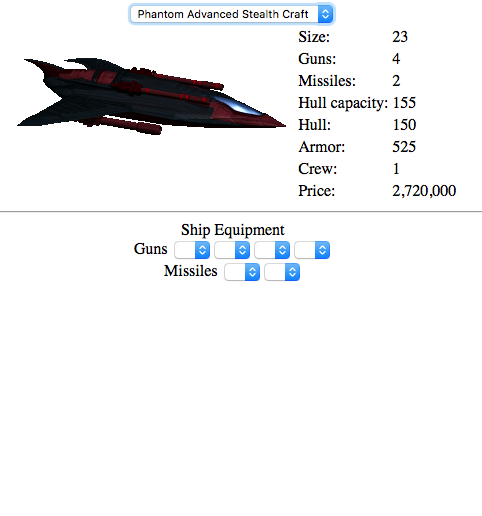 Phantom Advanced Stealth Craft
Size: 23
Guns: 4
Missiles: 2
Hull capacity: 155
Hull: 150
Armor: 525
Crew: 1
Price: 2,720,000
Ship Equipment
Guns
Missiles